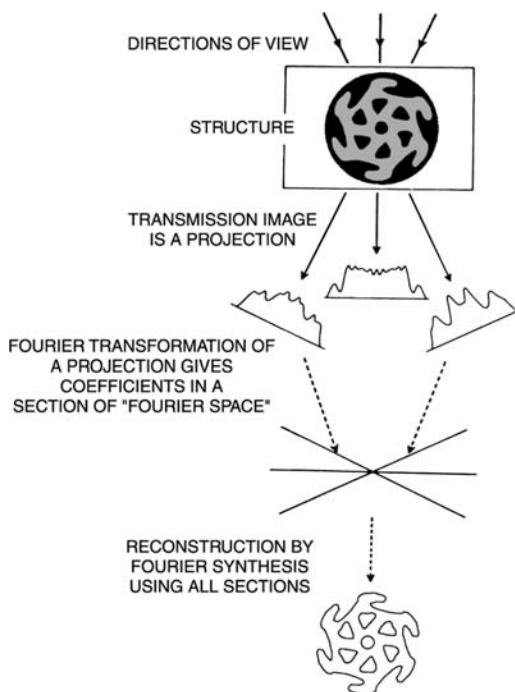 DIRECTIONS OF VIEW
STRUCTURE
TRANSMISSION IMAGE
IS A PROJECTION
FOURIER TRANSFORMATION OF
A PROJECTION GIVES
COEFFICIENTS IN A
SECTION OF "FOURIER SPACE"
RECONSTRUCTION BY
FOURIER SYNTHESIS
USING ALL SECTIONS